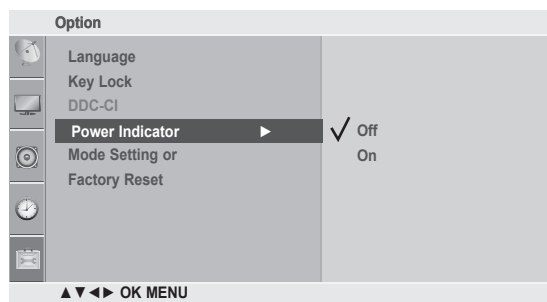 Option
Language
Key Lock
DDC-CI
Power Indicator ▶ ✓ Off
Mode Setting or On
Factory Reset
▲▼◄► OK MENU